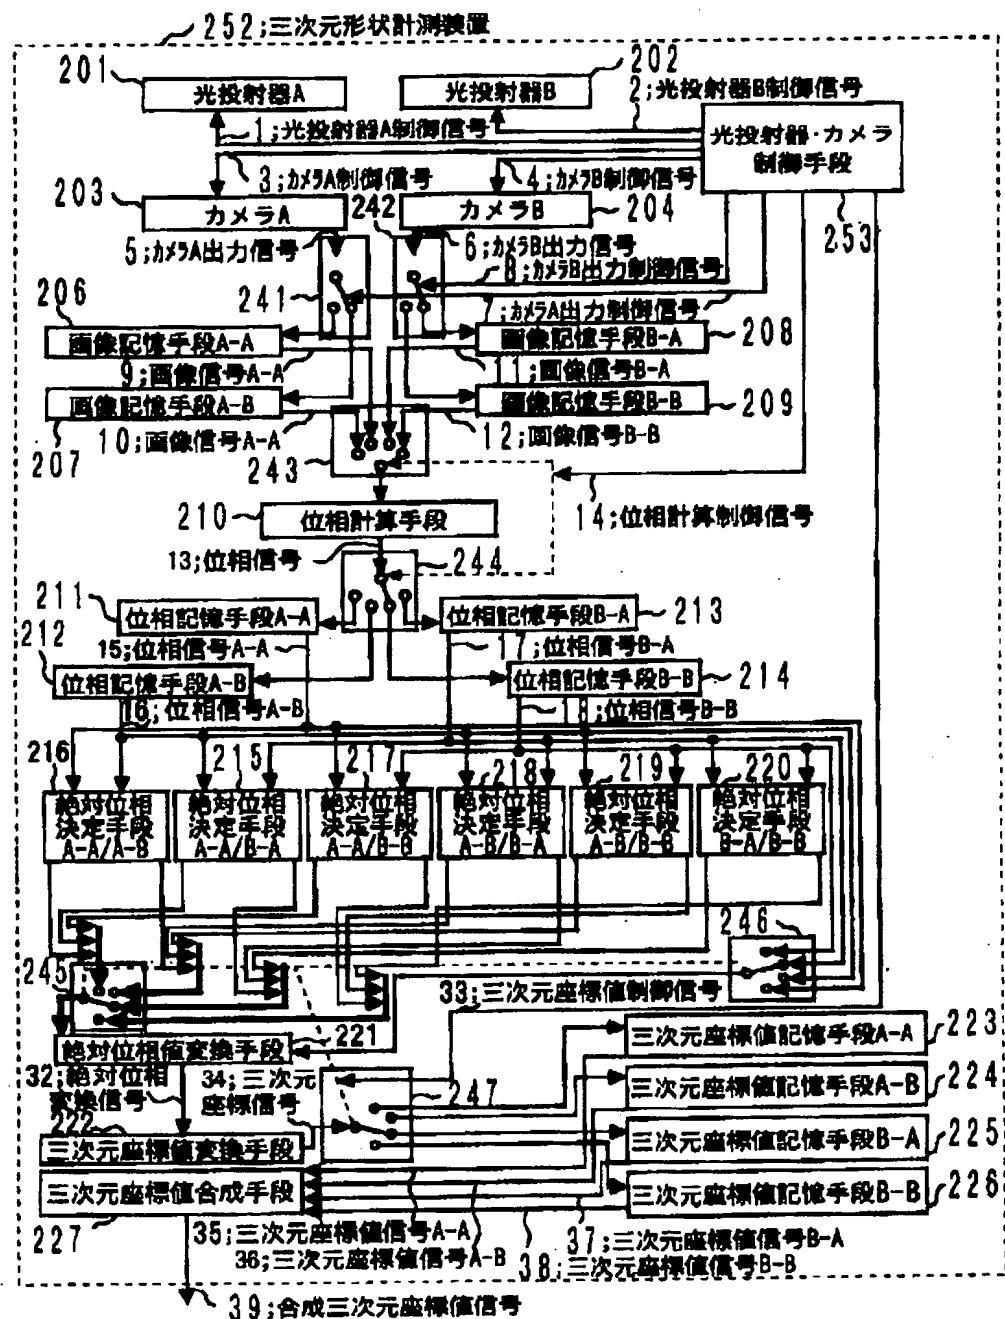 252;三次元形状計測装置
201
光投射器A
202
光投射器B
2;光投射器B制御信号
1;光投射器A制御信号
光投射器・カメラ
制御手段
3;カメラA制御信号
4;カメラB制御信号
203
カメラA
242
カメラB
204
253
5;カメラA出力信号
6;カメラB出力信号
8;カメラB出力制御信号
241
;カメラA出力制御信号
206
画像記憶手段A-A
画像記憶手段B-A
208
9;画像信号A-A
11;画像信号B-A
画像記憶手段A-B
画像記憶手段B-B
209
207
10;画像信号A-A
12;画像信号B-B
243
210
位相計算手段
14;位相計算制御信号
13;位相信号
244
211
位相記憶手段A-A
位相記憶手段B-A
213
212
15;位相信号A-A
17;位相信号B-A
位相記憶手段A-B
位相記憶手段B-B
214
16;位相信号A-B
1;位相信号B-B
216
215
217
218
219
220
絶対位相
決定手段
A-A/A-B
絶対位相
決定手段
A-A/B-A
絶対位相
決定手段
A-A/B-B
絶対位相
決定手段
A-B/B-A
絶対位相
決定手段
A-B/B-B
絶対位相
決定手段
B-A/B-B
246
245
33;三次元座標値制御信号
絶対位相値変換手段
221
三次元座標値記憶手段A-A
223
32;絶対位相
変換信号
34;三次元
座標信号
247
三次元座標値記憶手段A-B
224
222
三次元座標値変換手段
三次元座標値記憶手段B-A
225
三次元座標値合成手段
三次元座標値記憶手段B-B
226
227
35;三次元座標値信号A-A
36;三次元座標値信号A-B
37;三次元座標値信号B-A
38;三次元座標値信号B-B
39;合成三次元座標値信号